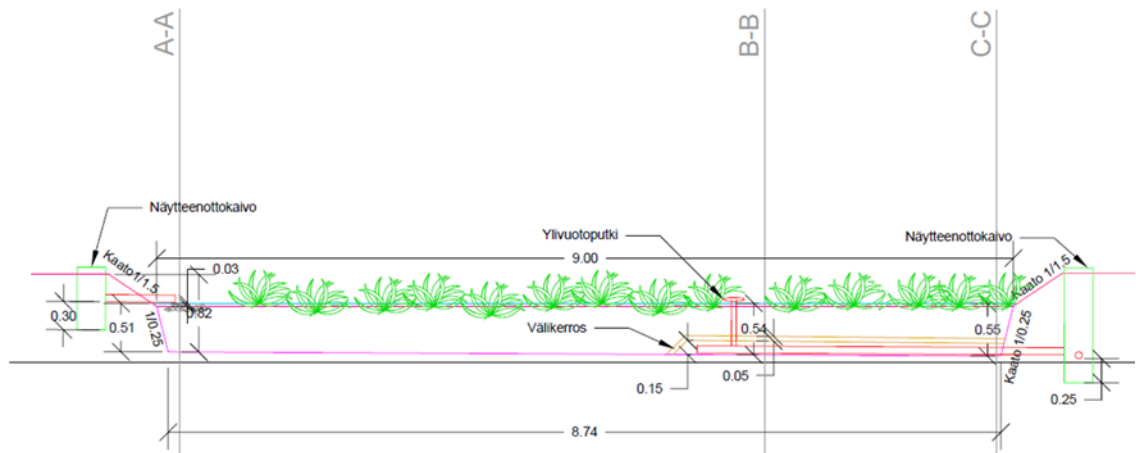 A-A
B-B
C-C
Näytteenottokaivo
Ylivuotoputki
Näytteenottokaivo
9.00
Kaato1/1.5
0.03
Kaato 1/1.5
0.30
0.51
1/0.25
0.82
Välikerros
0.54
0.55
Kaato 1/0.25
0.15
0.05
0.25
8.74